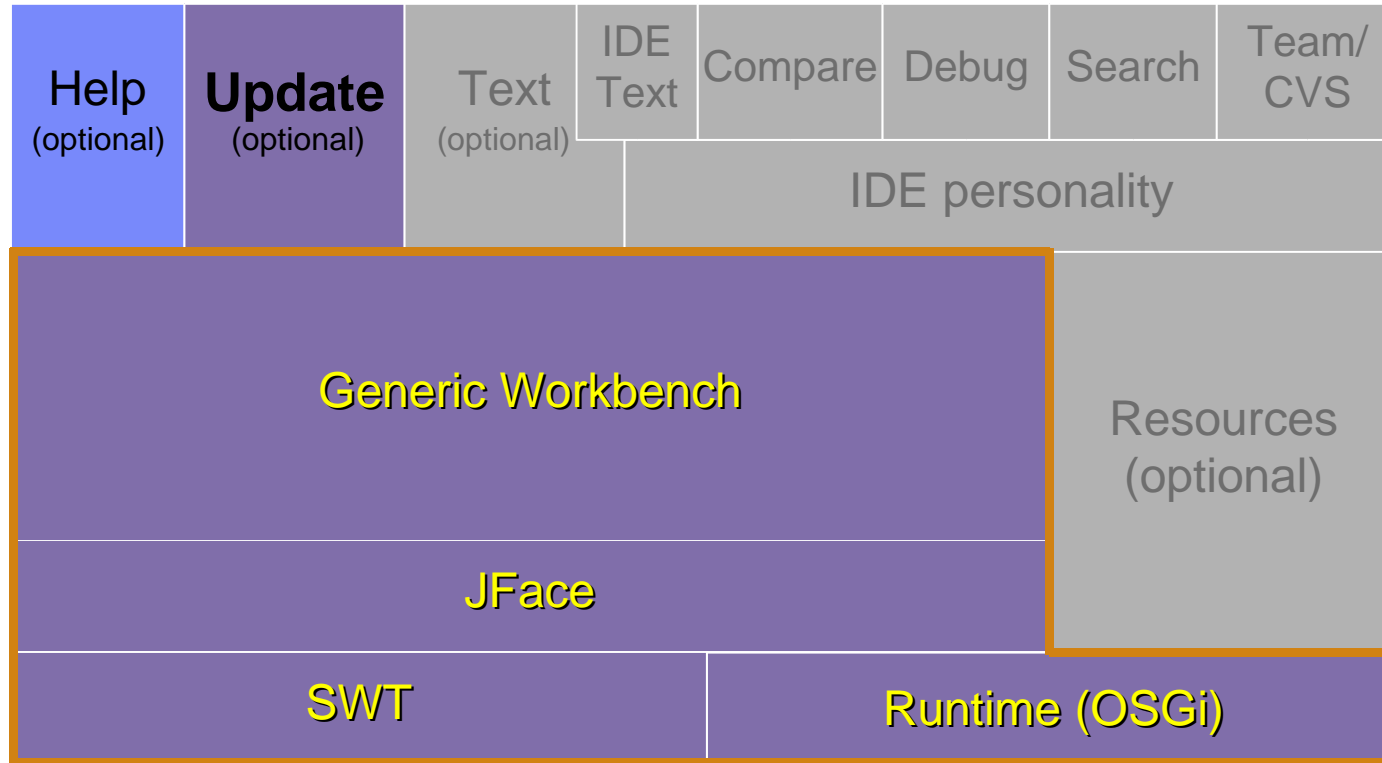 Help
(optional)
Update
(optional)
Text
(optional)
IDE
Text
Compare
Debug
Search
Team/
CVS
IDE personality
Generic Workbench
Resources
(optional)
JFace
SWT
Runtime (OSGi)